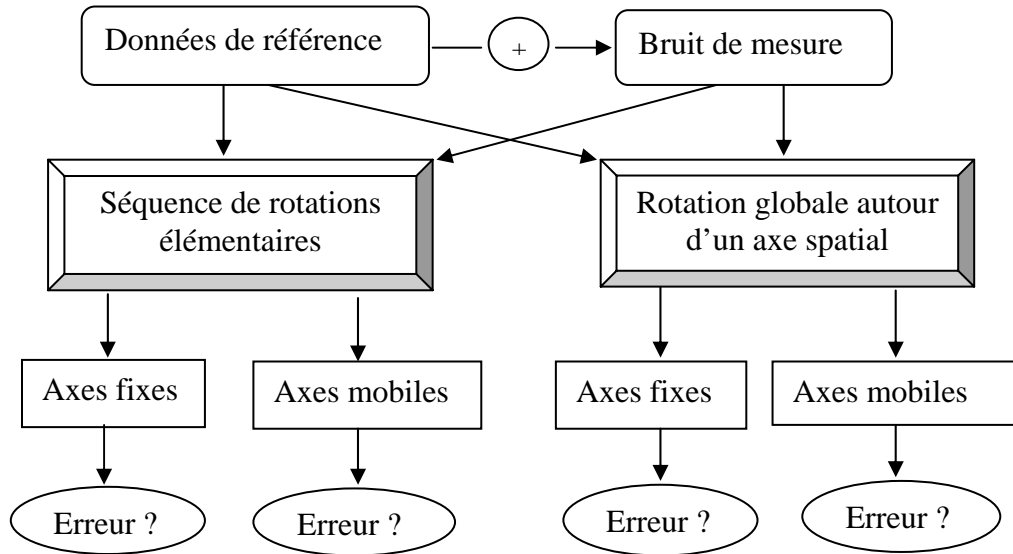 Données de référence
+
Bruit de mesure
Séquence de rotations
élémentaires
Rotation globale autour
d’un axe spatial
Axes fixes
Axes mobiles
Axes fixes
Axes mobiles
Erreur ?
Erreur ?
Erreur ?
Erreur ?